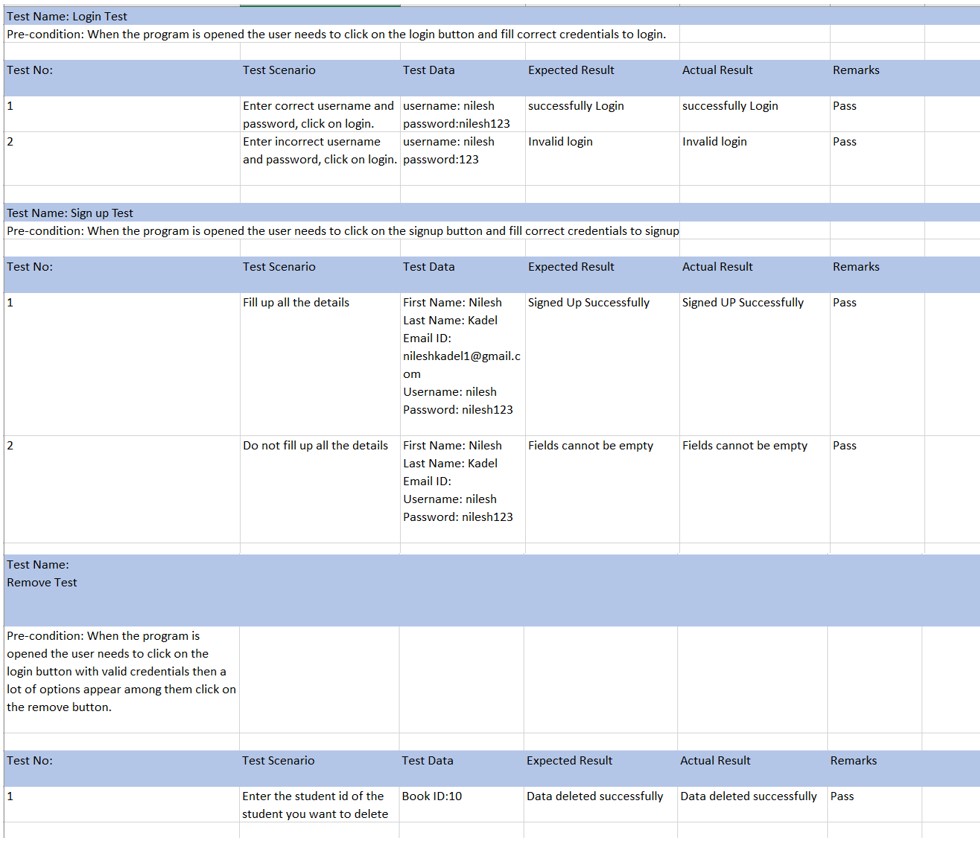 Test Name: Login Test
Pre-condition: When the program is opened the user needs to click on the login button and fill correct credentials to login.
Test No: Test Scenario Test Data Expected Result Actual Result Remarks
1 Enter correct username and username: nilesh successfully Login successfully Login Pass
password, click on login. password:nilesh123
2 Enter incorrect username username: nilesh Invalid login Invalid login Pass
and password, click on login. password:123
Test Name: Sign up Test
Pre-condition: When the program is opened the user needs to click on the signup button and fill correct credentials to signup
Test No: Test Scenario Test Data Expected Result Actual Result Remarks
1 Fill up all the details First Name: Nilesh Signed Up Successfully Signed UP Successfully Pass
Last Name: Kadel
Email ID:
nileshkadel1@gmail.c
om
Username: nilesh
Password: nilesh123
2 Do not fill up all the details First Name: Nilesh Fields cannot be empty Fields cannot be empty Pass
Last Name: Kadel
Email ID:
Username: nilesh
Password: nilesh123
Test Name:
Remove Test
Pre-condition: When the program is
opened the user needs to click on the
login button with valid credentials then a
lot of options appear among them click on
the remove button.
Test No: Test Scenario Test Data Expected Result Actual Result Remarks
1 Enter the student id of the Book ID:10 Data deleted successfully Data deleted successfully Pass
student you want to delete